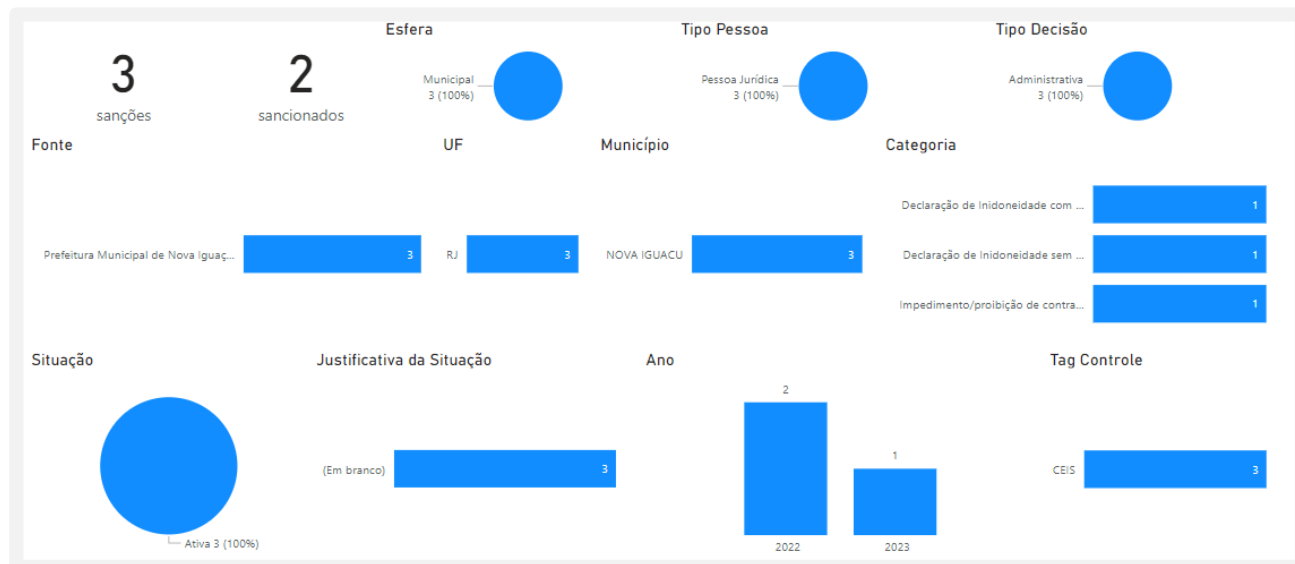 Esfera
Tipo Pessoa
Tipo Decisão
3
sanções
2
sancionados
Municipal
3 (100%)
Pessoa Jurídica
3 (100%)
Administrativa
3 (100%)
Fonte
UF
Município
Categoria
Prefeitura Municipal de Nova Iguaç...
3
RJ
3
NOVA IGUACU
3
Declaração de Inidoneidade com ...
1
Declaração de Inidoneidade sem ...
1
Impedimento/proibição de contra...
1
Situação
Justificativa da Situação
Ano
Tag Controle
Ativa 3 (100%)
(Em branco)
3
2
1
2022
2023
CEIS
3